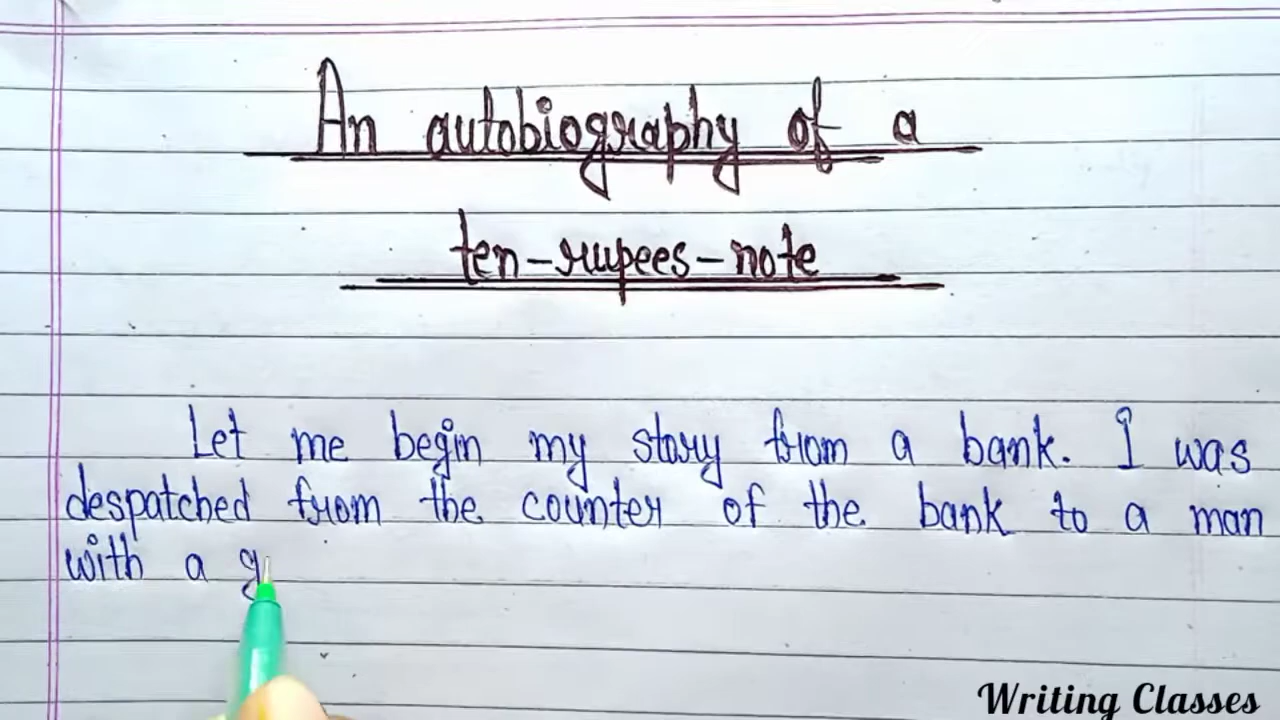 An autobiography of a
ten-rupees-note
Let me begin my story from a bank. I was
despatched from the counter of the bank to a man
with a g
Writing Classes